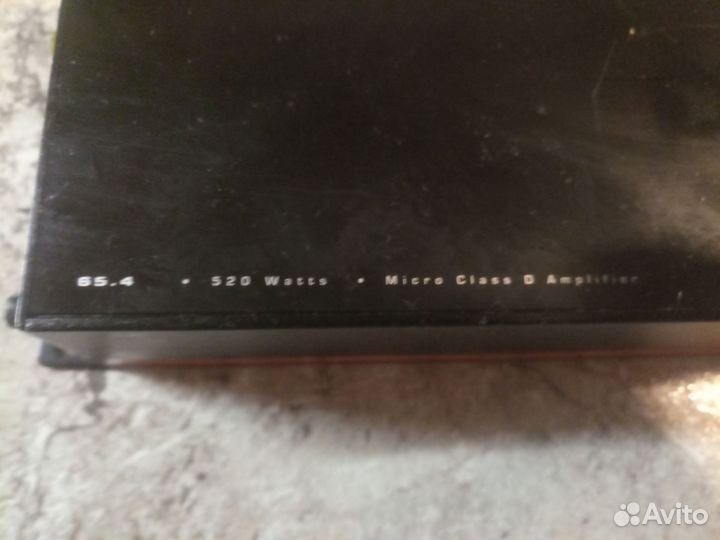 65.4 • 520 Watts • Micro Class D Amplifier
Avito